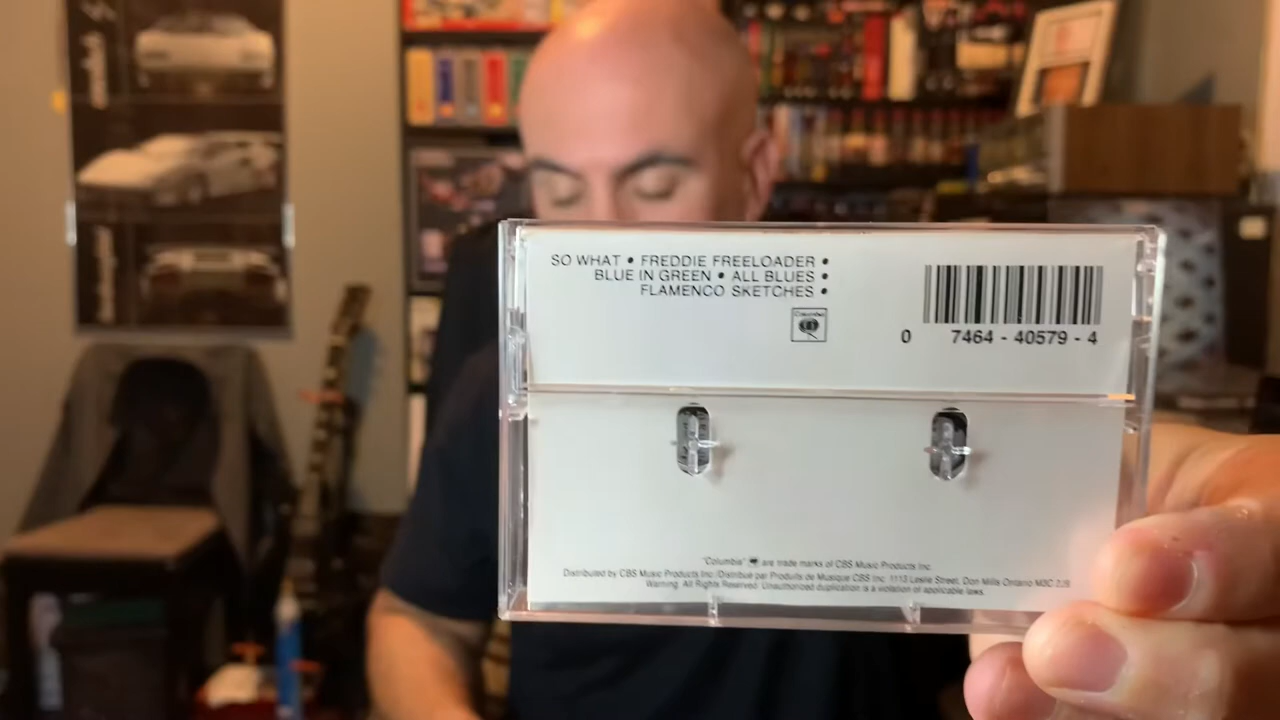 SO WHAT • FREDDIE FREELOADER •
BLUE IN GREEN • ALL BLUES •
FLAMENCO SKETCHES •
Columbia
0 7464 - 40579 - 4
"Columbia" are trade marks of CBS Music Products Inc.
Distributed by CBS Music Products Inc./Distribué par Produits de Musique CBS Inc. 1112 Leslie Street, Don Mills Ontario M3C 2J9
Warning: All Rights Reserved. Unauthorized duplication is a violation of applicable laws.